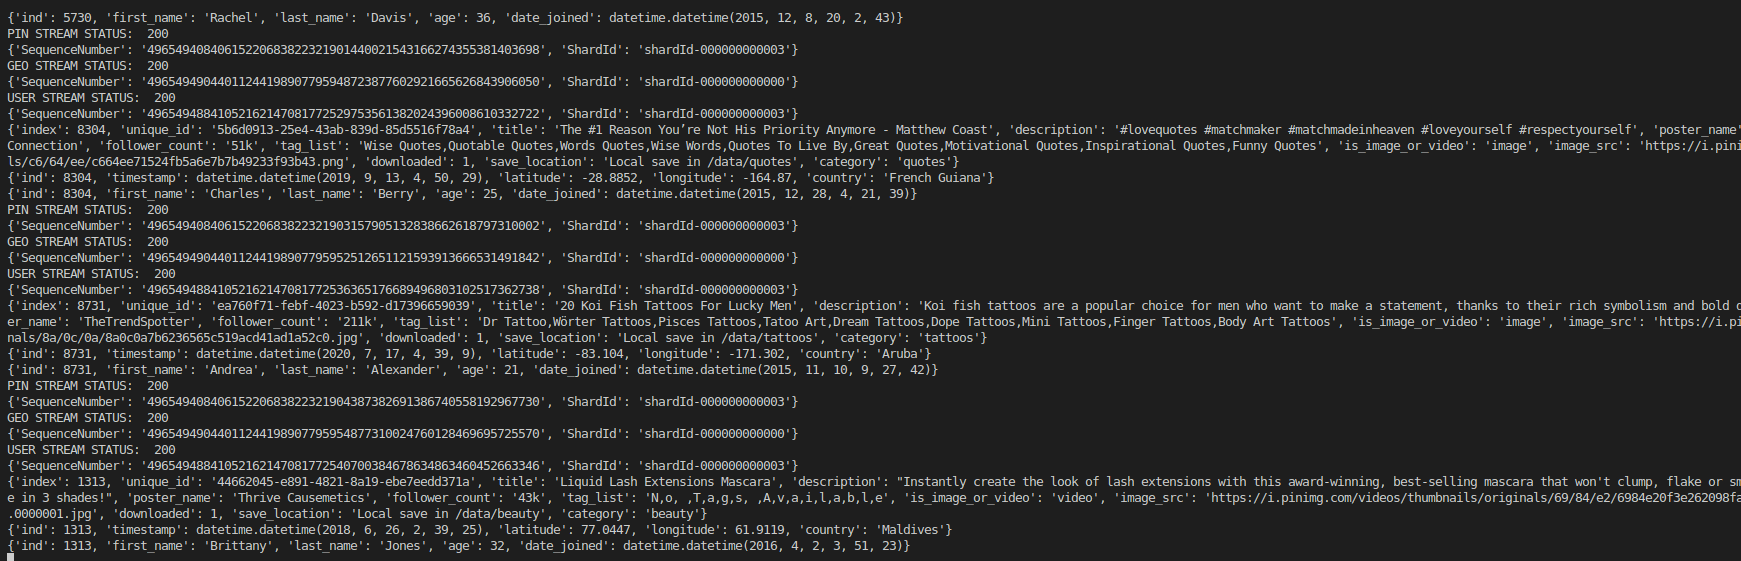 {'ind': 5730, 'first_name': 'Rachel', 'last_name': 'Davis', 'age': 36, 'date_joined': datetime.datetime(2015, 12, 8, 20, 2, 43)}
PIN STREAM STATUS:  200
{'SequenceNumber': '49654940840615220683822321901440021543166274355381403698', 'ShardId': 'shardId-000000000003'}
GEO STREAM STATUS:  200
{'SequenceNumber': '49654949044011244198907795948723877602921665626843906050', 'ShardId': 'shardId-000000000000'}
USER STREAM STATUS:  200
{'SequenceNumber': '49654948841052162147081772529753561382024396008610332722', 'ShardId': 'shardId-000000000003'}
{'index': 8304, 'unique_id': '5b6d0913-25e4-43ab-839d-85d5516f78a4', 'title': 'The #1 Reason You’re Not His Priority Anymore - Matthew Coast', 'description': '#lovequotes #matchmaker #matchmadeinheaven #loveyourself #respectyourself', 'poster_name'
Connection', 'follower_count': '51k', 'tag_list': 'Wise Quotes,Quotable Quotes,Words Quotes,Wise Words,Quotes To Live By,Great Quotes,Motivational Quotes,Inspirational Quotes,Funny Quotes', 'is_image_or_video': 'image', 'image_src': 'https://i.pini
ls/c6/64/ee/c664ee71524fb5a6e7b7b49233f93b43.png', 'downloaded': 1, 'save_location': 'Local save in /data/quotes', 'category': 'quotes'}
{'ind': 8304, 'timestamp': datetime.datetime(2019, 9, 13, 4, 50, 29), 'latitude': -28.8852, 'longitude': -164.87, 'country': 'French Guiana'}
{'ind': 8304, 'first_name': 'Charles', 'last_name': 'Berry', 'age': 25, 'date_joined': datetime.datetime(2015, 12, 28, 4, 21, 39)}
PIN STREAM STATUS:  200
{'SequenceNumber': '49654940840615220683822321903157905132838662618797310002', 'ShardId': 'shardId-000000000003'}
GEO STREAM STATUS:  200
{'SequenceNumber': '49654949044011244198907795952512651121593913666531491842', 'ShardId': 'shardId-000000000000'}
USER STREAM STATUS:  200
{'SequenceNumber': '49654948841052162147081772536365176689496803102517362738', 'ShardId': 'shardId-000000000003'}
{'index': 8731, 'unique_id': 'ea760f71-febf-4023-b592-d17396659039', 'title': '20 Koi Fish Tattoos For Lucky Men', 'description': 'Koi fish tattoos are a popular choice for men who want to make a statement, thanks to their rich symbolism and bold
er_name': 'TheTrendSpotter', 'follower_count': '211k', 'tag_list': 'Dr Tattoo,Wörter Tattoos,Pisces Tattoos,Tatoo Art,Dream Tattoos,Dope Tattoos,Mini Tattoos,Finger Tattoos,Body Art Tattoos', 'is_image_or_video': 'image', 'image_src': 'https://i.pi
nals/8a/0c/0a/8a0c0a7b6236565c519acd41ad1a52c0.jpg', 'downloaded': 1, 'save_location': 'Local save in /data/tattoos', 'category': 'tattoos'}
{'ind': 8731, 'timestamp': datetime.datetime(2020, 7, 17, 4, 39, 9), 'latitude': -83.104, 'longitude': -171.302, 'country': 'Aruba'}
{'ind': 8731, 'first_name': 'Andrea', 'last_name': 'Alexander', 'age': 21, 'date_joined': datetime.datetime(2015, 11, 10, 9, 27, 42)}
PIN STREAM STATUS:  200
{'SequenceNumber': '49654940840615220683822321904387382691386740558192967730', 'ShardId': 'shardId-000000000003'}
GEO STREAM STATUS:  200
{'SequenceNumber': '49654949044011244198907795954877310024760128469695725570', 'ShardId': 'shardId-000000000000'}
USER STREAM STATUS:  200
{'SequenceNumber': '49654948841052162147081772540700384678634863460452663346', 'ShardId': 'shardId-000000000003'}
{'index': 1313, 'unique_id': '44662045-e891-4821-8a19-ebe7eedd371a', 'title': 'Liquid Lash Extensions Mascara', 'description': "Instantly create the look of lash extensions with this award-winning, best-selling mascara that won't clump, flake or sm
e in 3 shades!", 'poster_name': 'Thrive Causemetics', 'follower_count': '43k', 'tag_list': 'N,o, ,T,a,g,s, ,A,v,a,i,l,a,b,l,e', 'is_image_or_video': 'video', 'image_src': 'https://i.pinimg.com/videos/thumbnails/originals/69/84/e2/6984e20f3e262098fa
.0000001.jpg', 'downloaded': 1, 'save_location': 'Local save in /data/beauty', 'category': 'beauty'}
{'ind': 1313, 'timestamp': datetime.datetime(2018, 6, 26, 2, 39, 25), 'latitude': 77.0447, 'longitude': 61.9119, 'country': 'Maldives'}
{'ind': 1313, 'first_name': 'Brittany', 'last_name': 'Jones', 'age': 32, 'date_joined': datetime.datetime(2016, 4, 2, 3, 51, 23)}